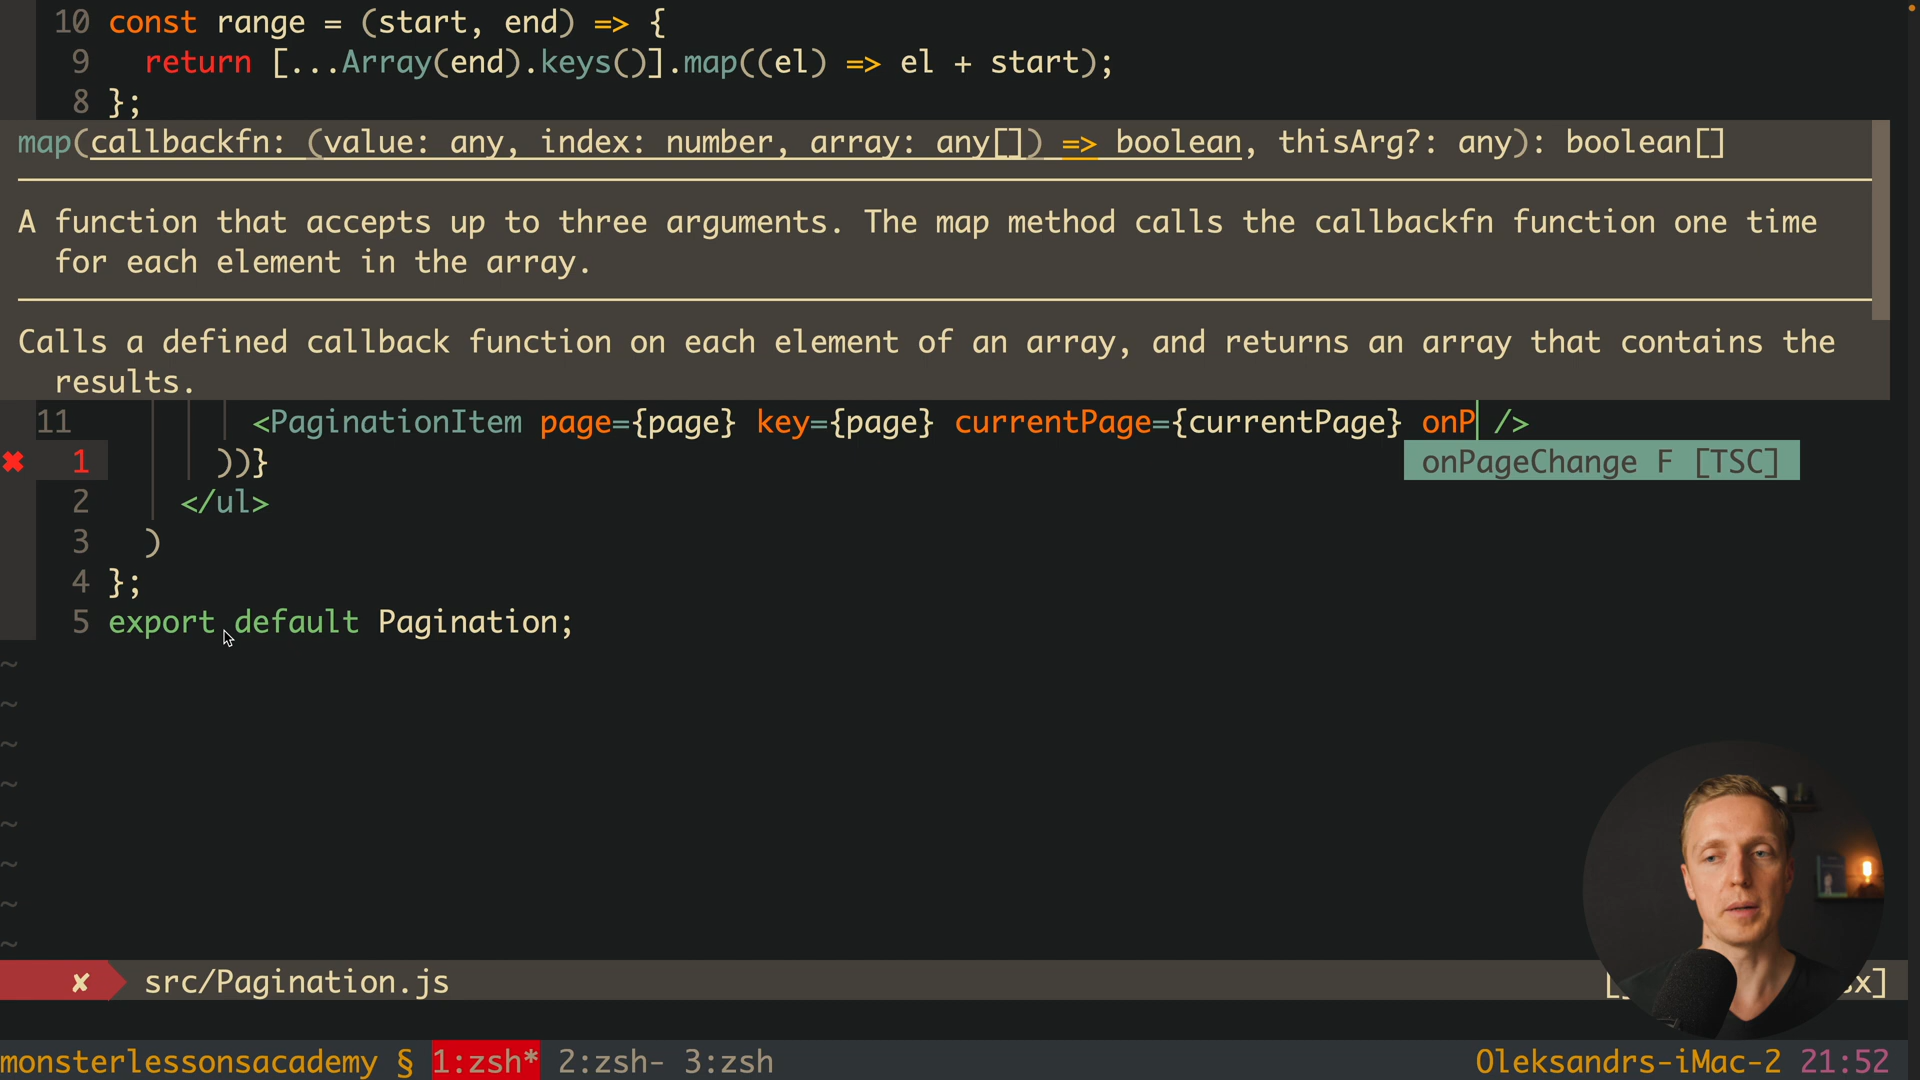 10 const range = (start, end) => {
9 return [...Array(end).keys()].map((el) => el + start);
8 };
map(callbackfn: (value: any, index: number, array: any[]) => boolean, thisArg?: any): boolean[]
A function that accepts up to three arguments. The map method calls the callbackfn function one time
for each element in the array.
Calls a defined callback function on each element of an array, and returns an array that contains the
results.
11 <PaginationItem page={page} key={page} currentPage={currentPage} onP />
✖ 1 ))}
onPageChange F [TSC]
2 </ul>
3 )
4 };
5 export default Pagination;
~
~
~
~
~
~
~
~
✘ src/Pagination.js
monsterlessonsacademy § 1:zsh* 2:zsh- 3:zsh Oleksandrs-iMac-2 21:52